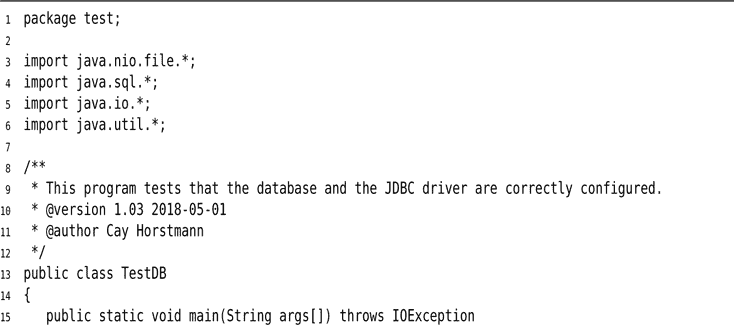 1 package test;
2
3 import java.nio.file.*;
4 import java.sql.*;
5 import java.io.*;
6 import java.util.*;
7
8 /**
9  * This program tests that the database and the JDBC driver are correctly configured.
10  * @version 1.03 2018-05-01
11  * @author Cay Horstmann
12  */
13 public class TestDB
14 {
15    public static void main(String args[]) throws IOException